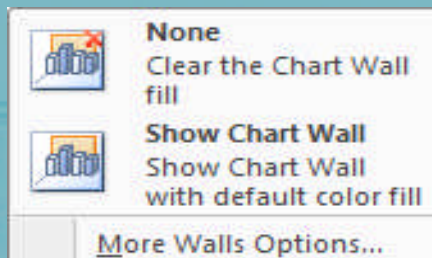 None
Clear the Chart Wall
fill
Show Chart Wall
Show Chart Wall
with default color fill
More Walls Options...